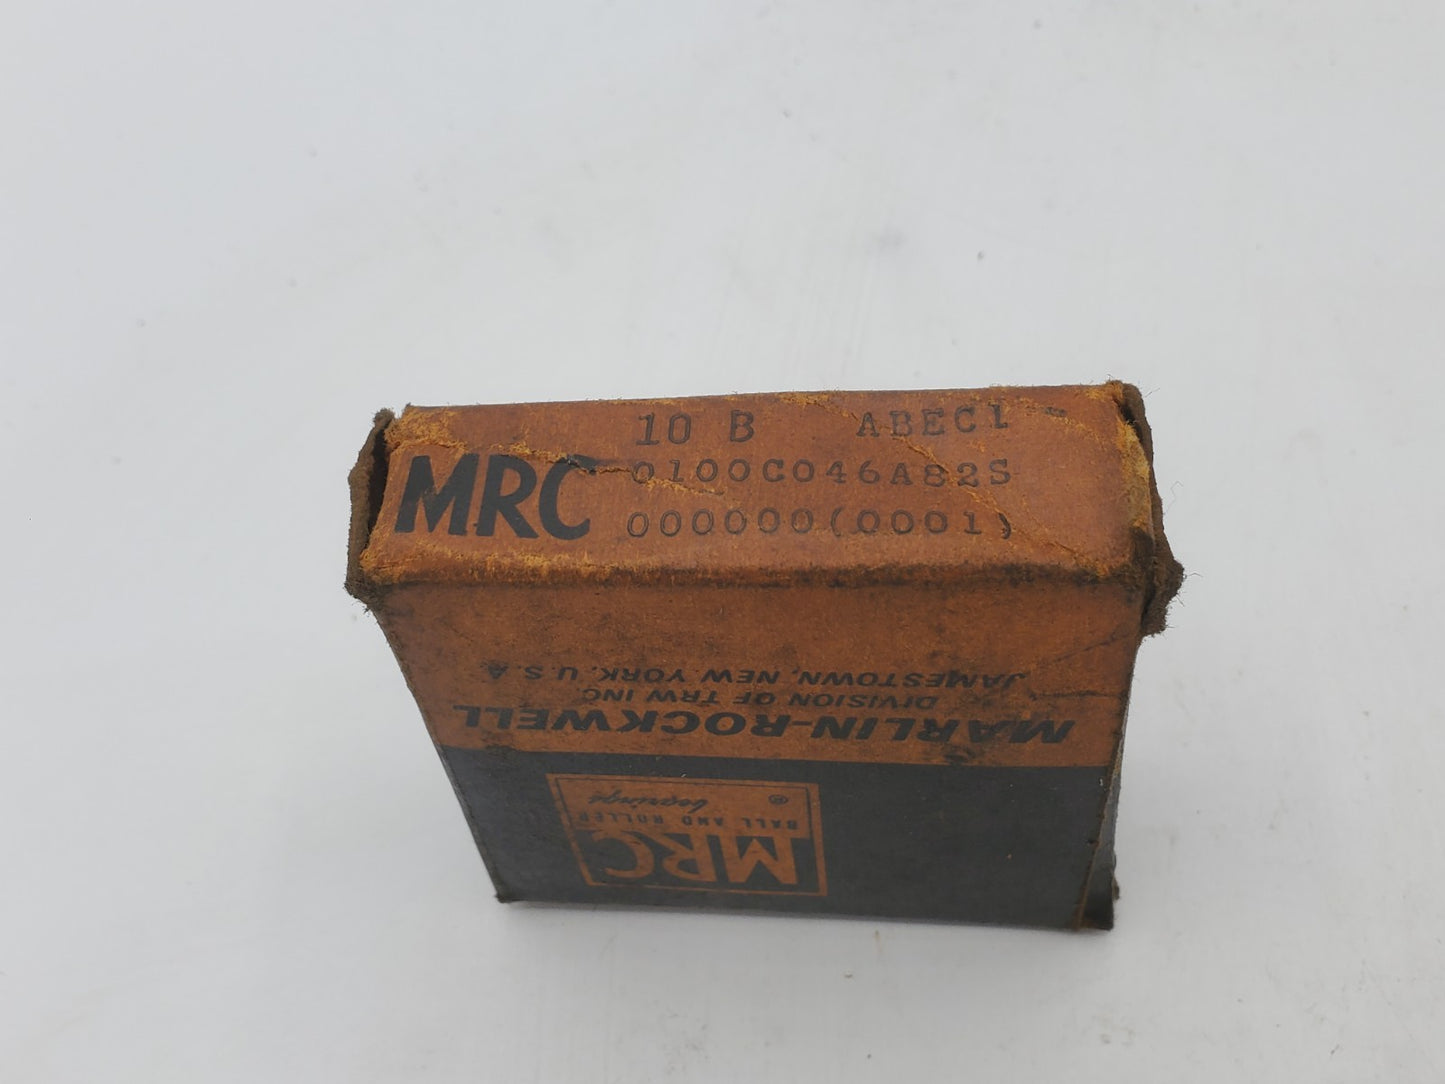 10 B ABEC1
MRC 0100C046A82S
000000(0001)
MARLIN-ROCKWELL
DIVISION OF TRW INC.
JAMESTOWN, NEW YORK, U.S.A.
MRC
BALL AND ROLLER
bearings ®